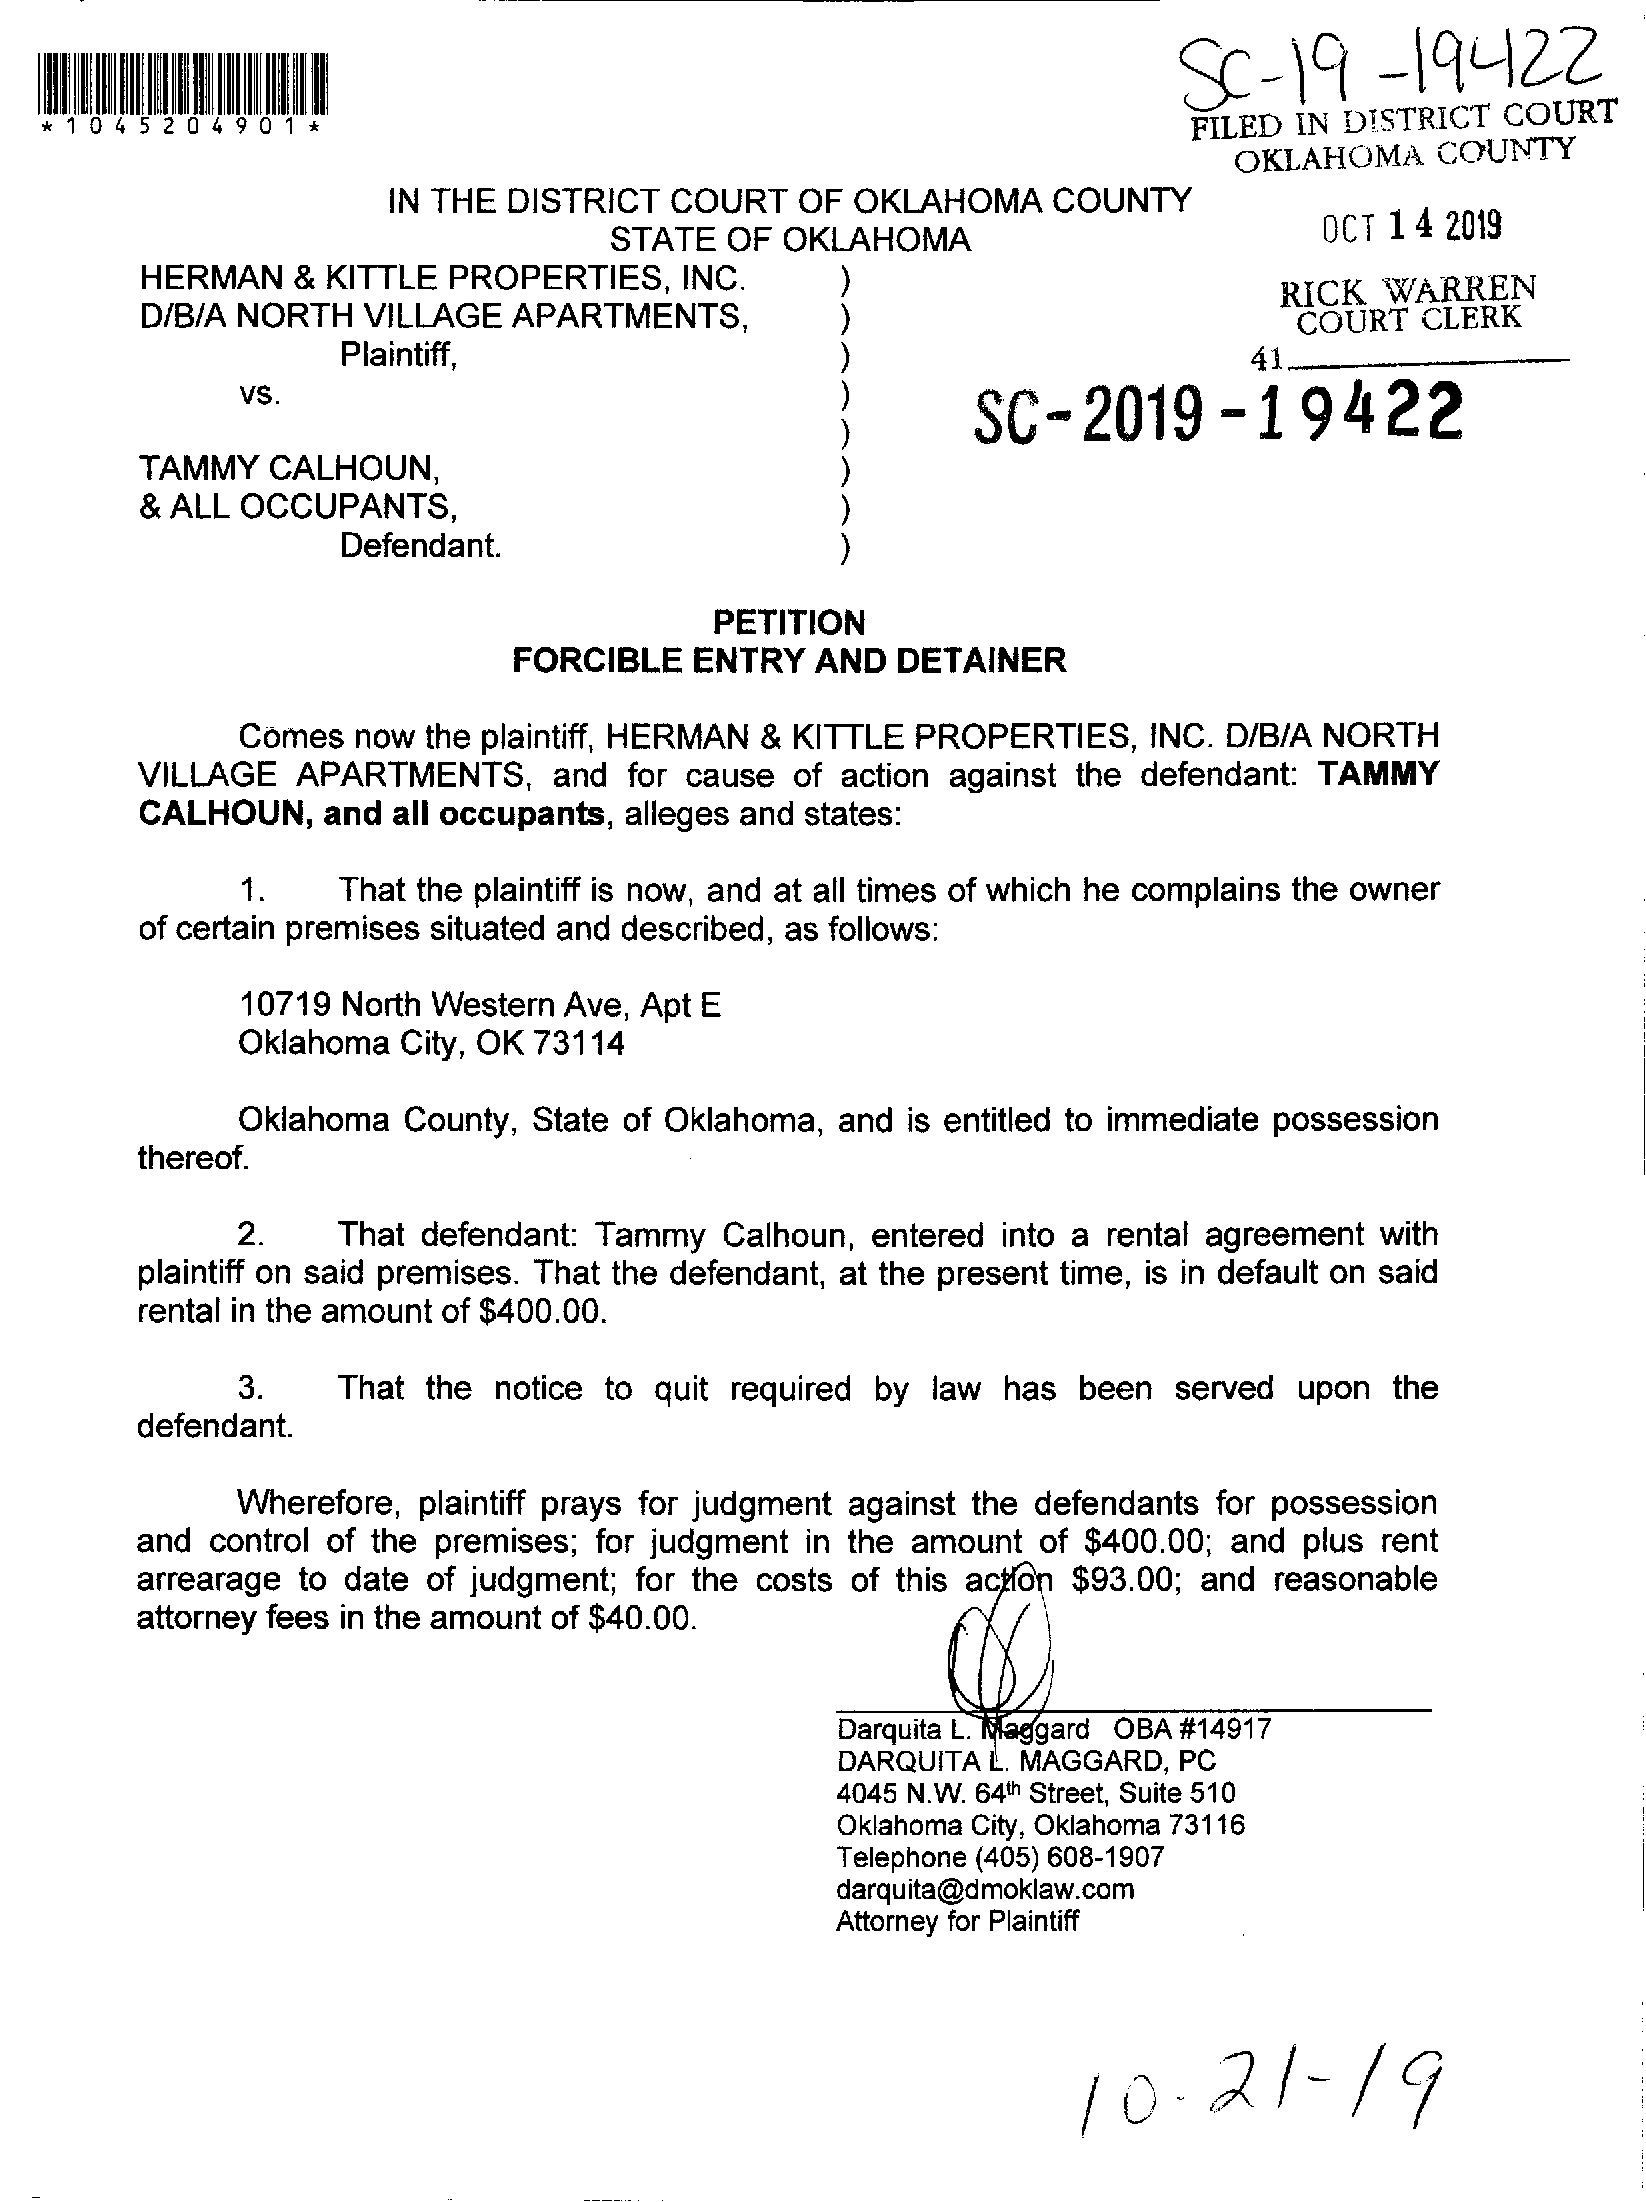 SC-19-19422
*1045204901*
FILED IN DISTRICT COURT
OKLAHOMA COUNTY
IN THE DISTRICT COURT OF OKLAHOMA COUNTY
STATE OF OKLAHOMA
OCT 14 2019
HERMAN & KITTLE PROPERTIES, INC. )
D/B/A NORTH VILLAGE APARTMENTS, )
RICK WARREN
COURT CLERK
Plaintiff, )
41
vs. )
)
SC-2019-19422
TAMMY CALHOUN, )
& ALL OCCUPANTS, )
Defendant. )
PETITION
FORCIBLE ENTRY AND DETAINER
Comes now the plaintiff, HERMAN & KITTLE PROPERTIES, INC. D/B/A NORTH
VILLAGE APARTMENTS, and for cause of action against the defendant: TAMMY
CALHOUN, and all occupants, alleges and states:
1. That the plaintiff is now, and at all times of which he complains the owner
of certain premises situated and described, as follows:
10719 North Western Ave, Apt E
Oklahoma City, OK 73114
Oklahoma County, State of Oklahoma, and is entitled to immediate possession
thereof.
2. That defendant: Tammy Calhoun, entered into a rental agreement with
plaintiff on said premises. That the defendant, at the present time, is in default on said
rental in the amount of $400.00.
3. That the notice to quit required by law has been served upon the
defendant.
Wherefore, plaintiff prays for judgment against the defendants for possession
and control of the premises; for judgment in the amount of $400.00; and plus rent
arrearage to date of judgment; for the costs of this action $93.00; and reasonable
attorney fees in the amount of $40.00.
Darquita L. Maggard OBA #14917
DARQUITA L. MAGGARD, PC
4045 N.W. 64th Street, Suite 510
Oklahoma City, Oklahoma 73116
Telephone (405) 608-1907
darquita@dmoklaw.com
Attorney for Plaintiff
10-21-19